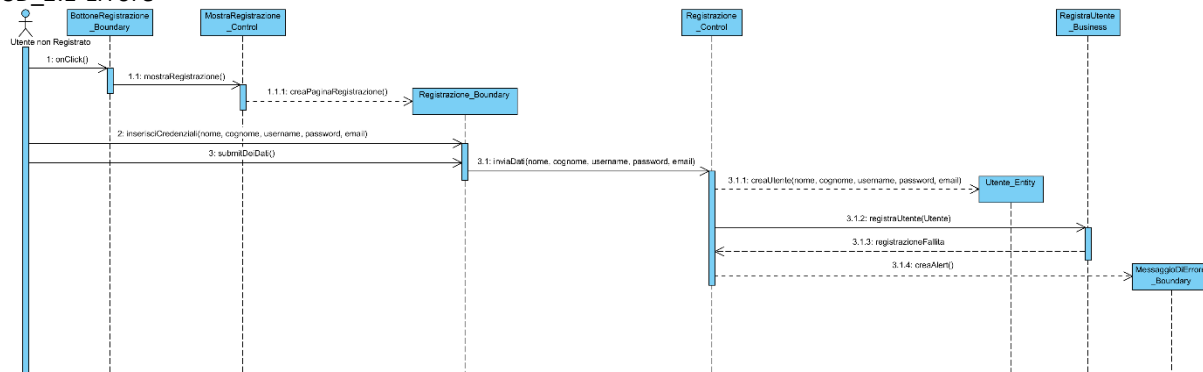 BottoneRegistrazione
_Boundary
MostraRegistrazione
_Control
Registrazione
_Control
RegistraUtente
_Business
Utente non Registrato
1: onClick()
1.1: mostraRegistrazione()
1.1.1: creaPaginaRegistrazione()
Registrazione_Boundary
2: inserisciCredenziali(nome, cognome, username, password, email)
3: submitDeiDati()
3.1: inviaDati(nome, cognome, username, password, email)
3.1.1: creaUtente(nome, cognome, username, password, email)
Utente_Entity
3.1.2: registraUtente(Utente)
3.1.3: registrazioneFallita
3.1.4: creaAlert()
MessaggioDiErrore
_Boundary